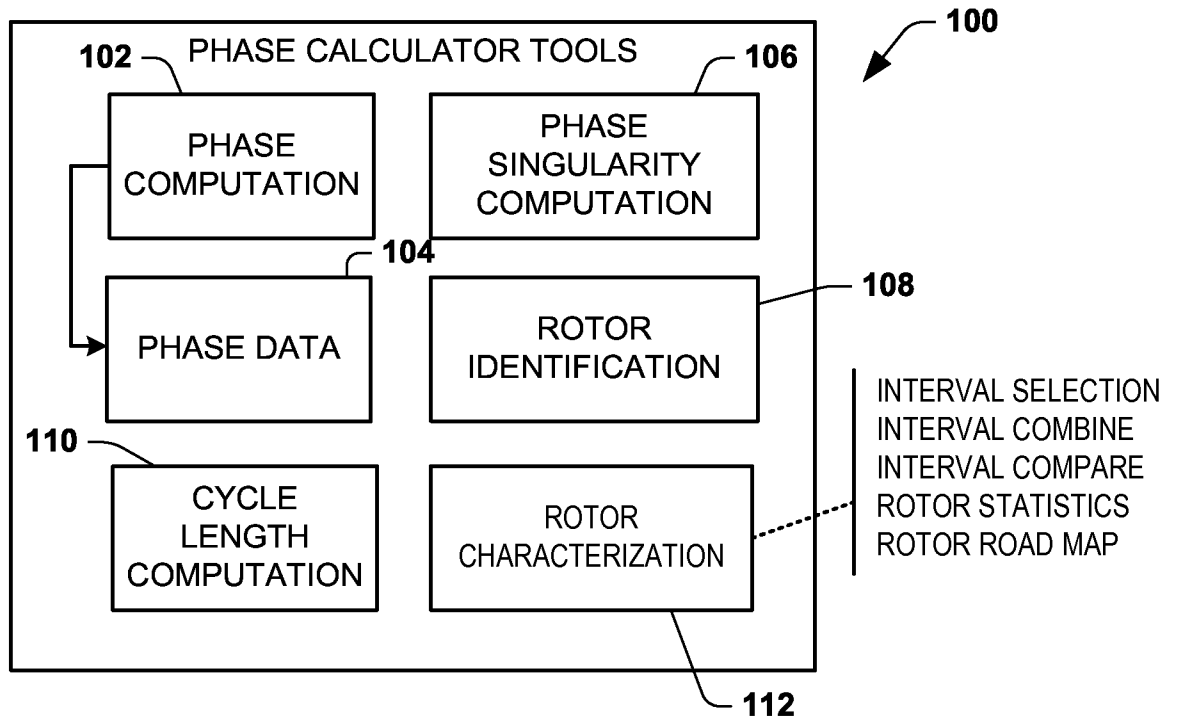 100
PHASE CALCULATOR TOOLS
102
106
PHASE
COMPUTATION
PHASE
SINGULARITY
COMPUTATION
104
108
PHASE DATA
ROTOR
IDENTIFICATION
110
CYCLE
LENGTH
COMPUTATION
ROTOR
CHARACTERIZATION
INTERVAL SELECTION
INTERVAL COMBINE
INTERVAL COMPARE
ROTOR STATISTICS
ROTOR ROAD MAP
112